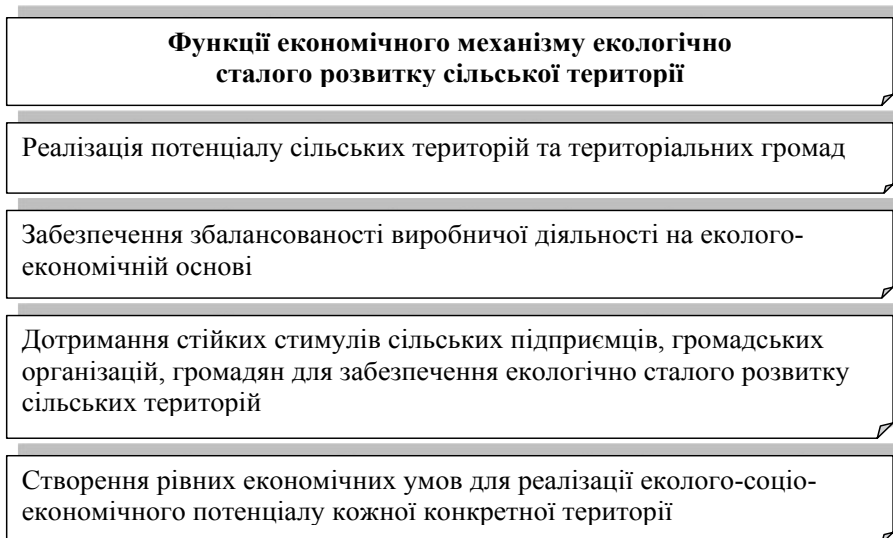 Функції економічного механізму екологічно
сталого розвитку сільської території
Реалізація потенціалу сільських територій та територіальних громад
Забезпечення збалансованості виробничої діяльності на еколого-
економічній основі
Дотримання стійких стимулів сільських підприємців, громадських
організацій, громадян для забезпечення екологічно сталого розвитку
сільських територій
Створення рівних економічних умов для реалізації еколого-соціо-
економічного потенціалу кожної конкретної території